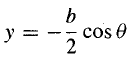 y = -\frac{b}{2} \cos \theta